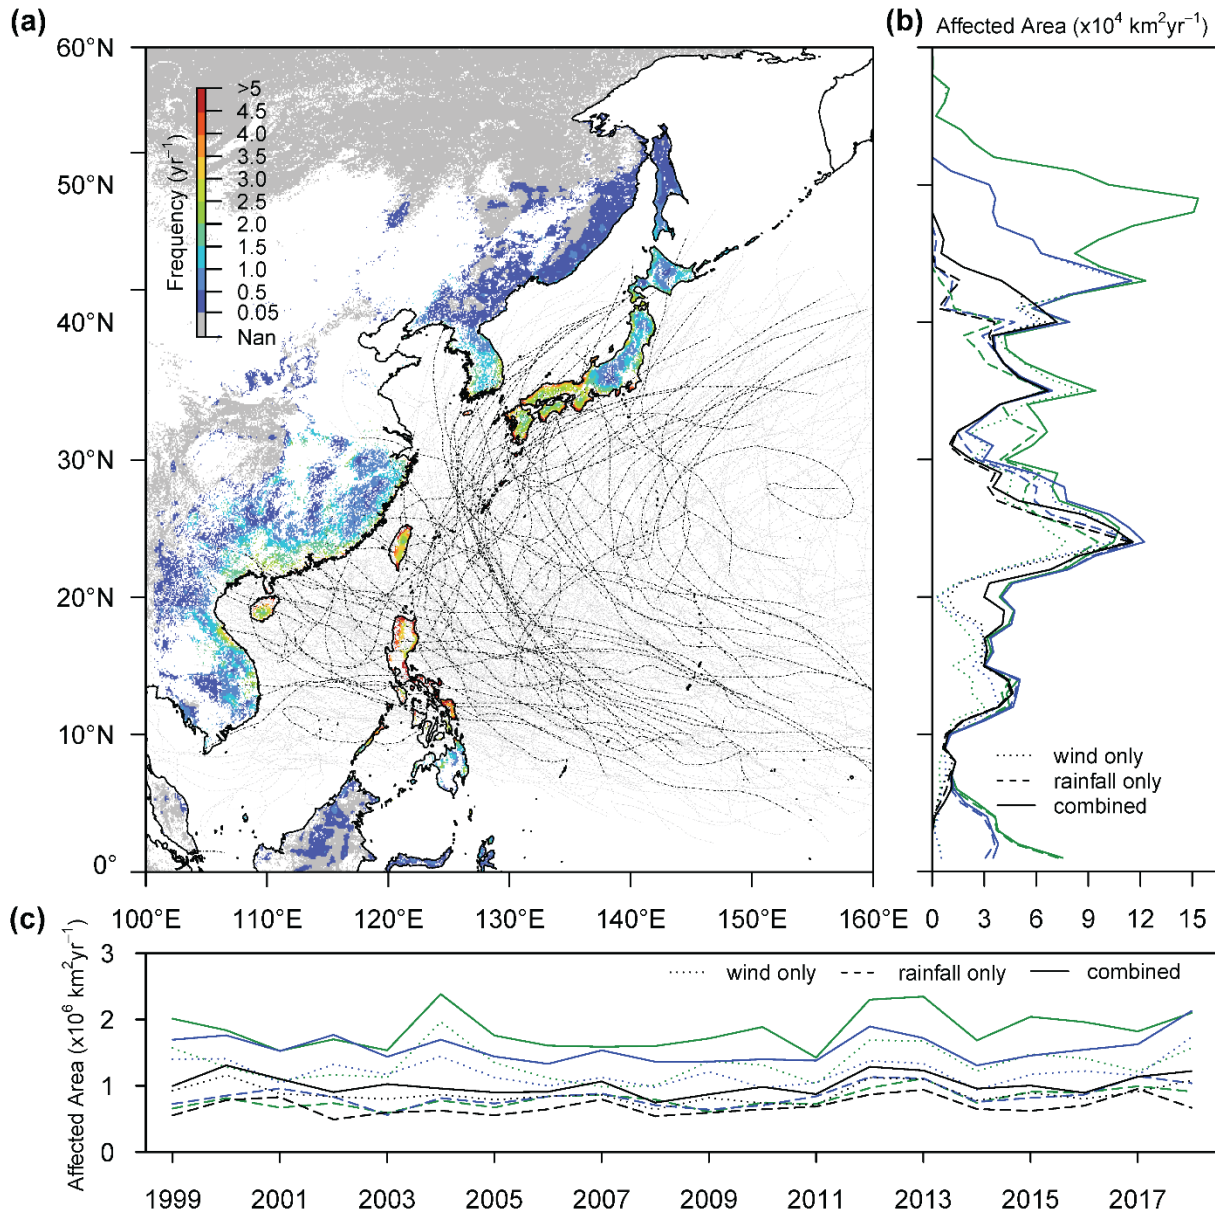 (a)
(b) Affected Area (x10⁴ km²yr⁻¹)
60°N
50°N
40°N
30°N
20°N
10°N
0°
Frequency (yr⁻¹)
>5
4.5
4.0
3.5
3.0
2.0
1.5
1.0
0.5
0.05
Nan
wind only
rainfall only
combined
100°E 110°E 120°E 130°E 140°E 150°E 160°E
0 3 6 9 12 15
(c)
Affected Area (x10⁶ km²yr⁻¹)
3
2
1
0
wind only rainfall only combined
1999 2001 2003 2005 2007 2009 2011 2013 2015 2017